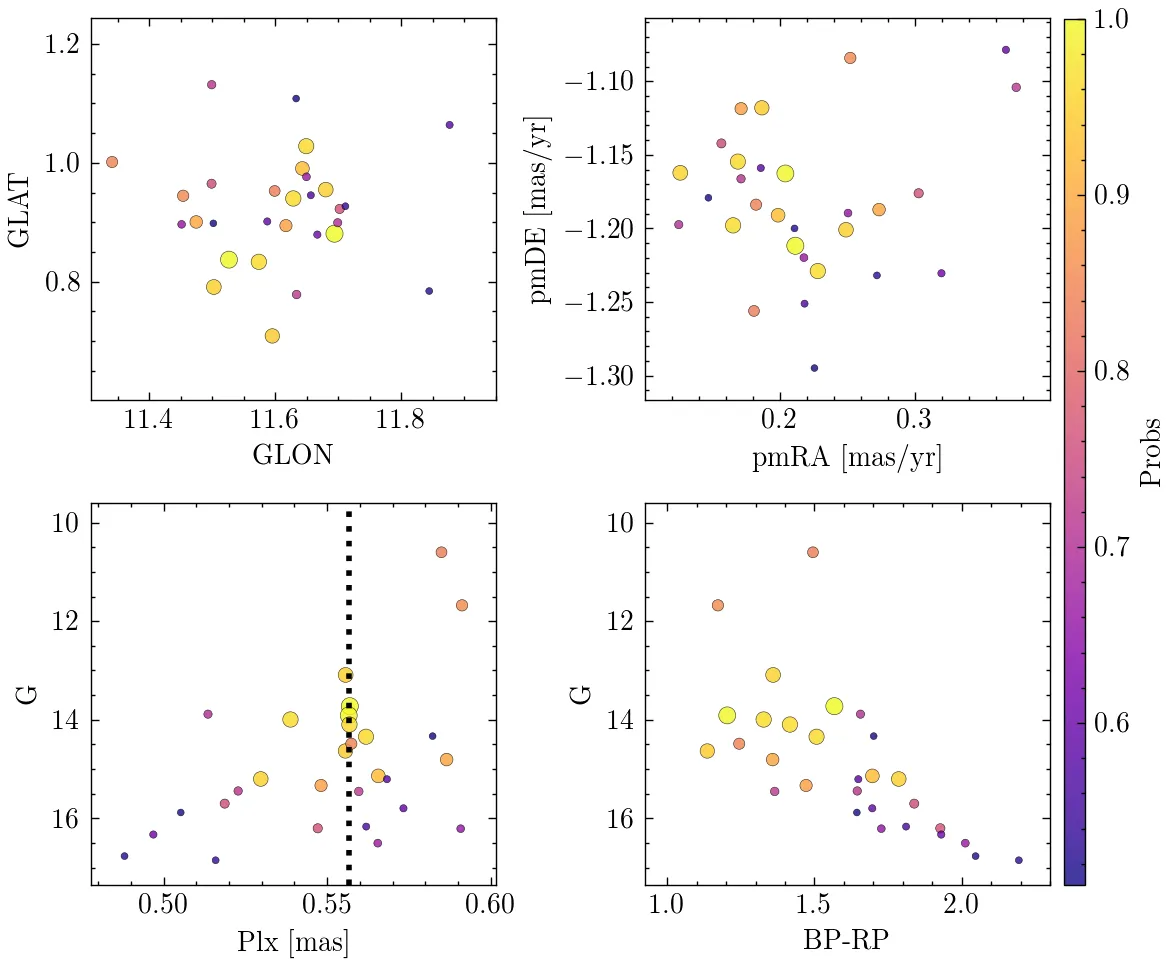 1.2
1.0
0.8
GLAT
11.4 11.6 11.8
GLON
−1.10
−1.15
−1.20
−1.25
−1.30
pmDE [mas/yr]
0.2 0.3
pmRA [mas/yr]
1.0
0.9
0.8
0.7
0.6
Probs
10
12
14
16
G
0.50 0.55 0.60
Plx [mas]
10
12
14
16
G
1.0 1.5 2.0
BP-RP